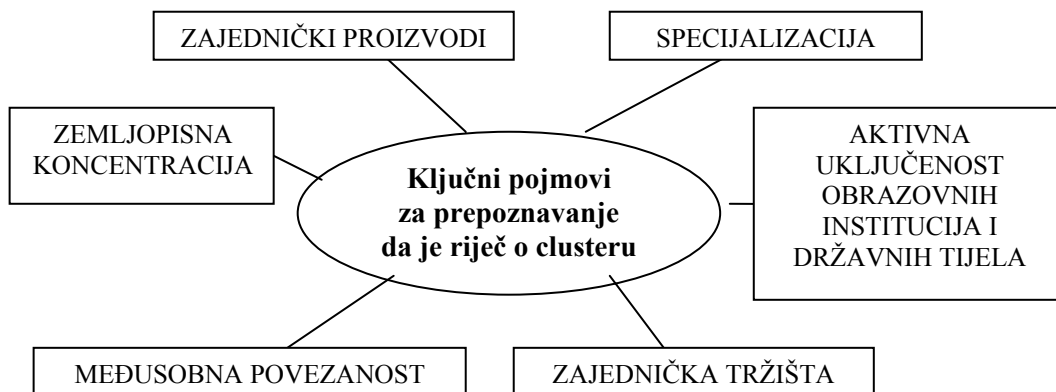 ZAJEDNIČKI PROIZVODI
SPECIJALIZACIJA
ZEMLJOPISNA
KONCENTRACIJA
Ključni pojmovi
za prepoznavanje
da je riječ o clusteru
AKTIVNA
UKLJUČENOST
OBRAZOVNIH
INSTITUCIJA I
DRŽAVNIH TIJELA
MEĐUSOBNA POVEZANOST
ZAJEDNIČKA TRŽIŠTA